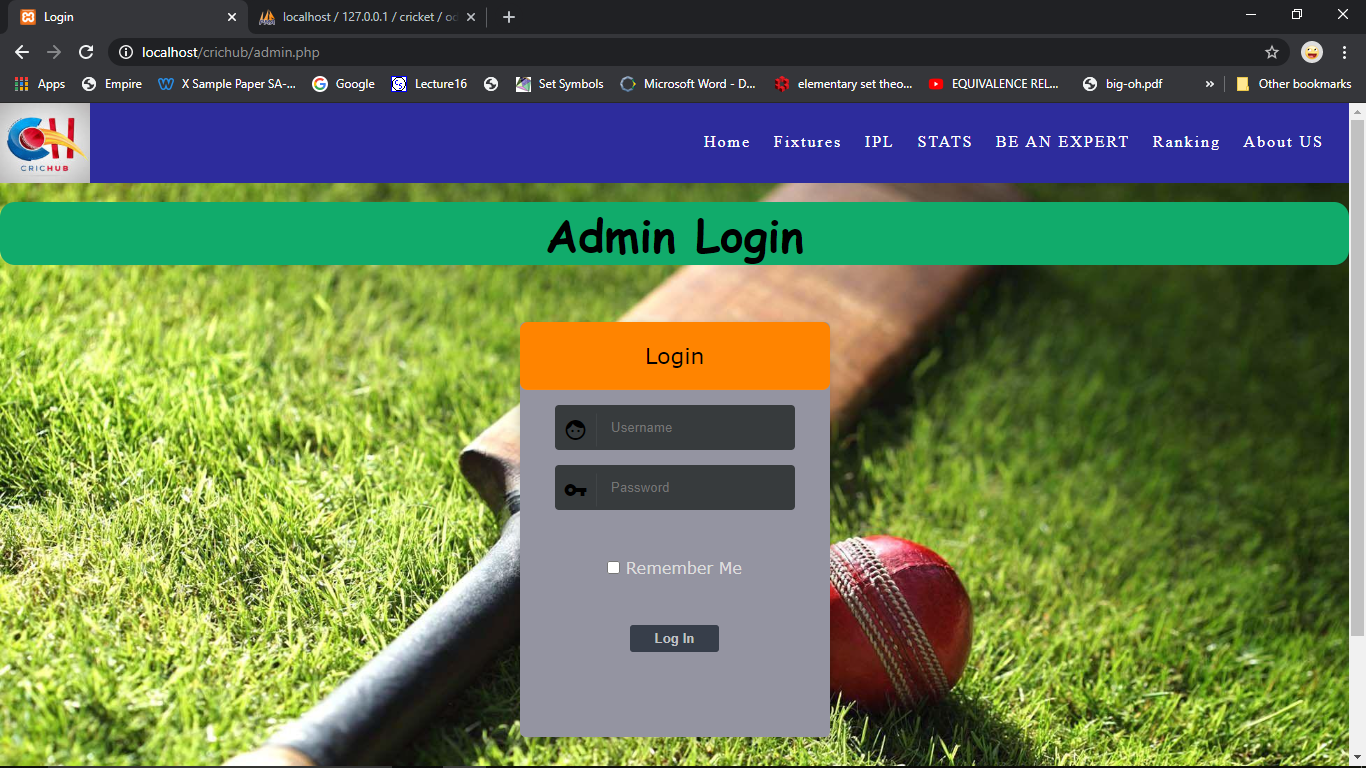 Login
localhost / 127.0.0.1 / cricket / od
localhost/crichub/admin.php
Apps
Empire
X Sample Paper SA-...
Google
Lecture16
Set Symbols
Microsoft Word - D...
elementary set theo...
EQUIVALENCE REL...
big-oh.pdf
»
Other bookmarks
CH
CRICHUB
Home
Fixtures
IPL
STATS
BE AN EXPERT
Ranking
About US
Admin Login
Login
Username
Password
Remember Me
Log In